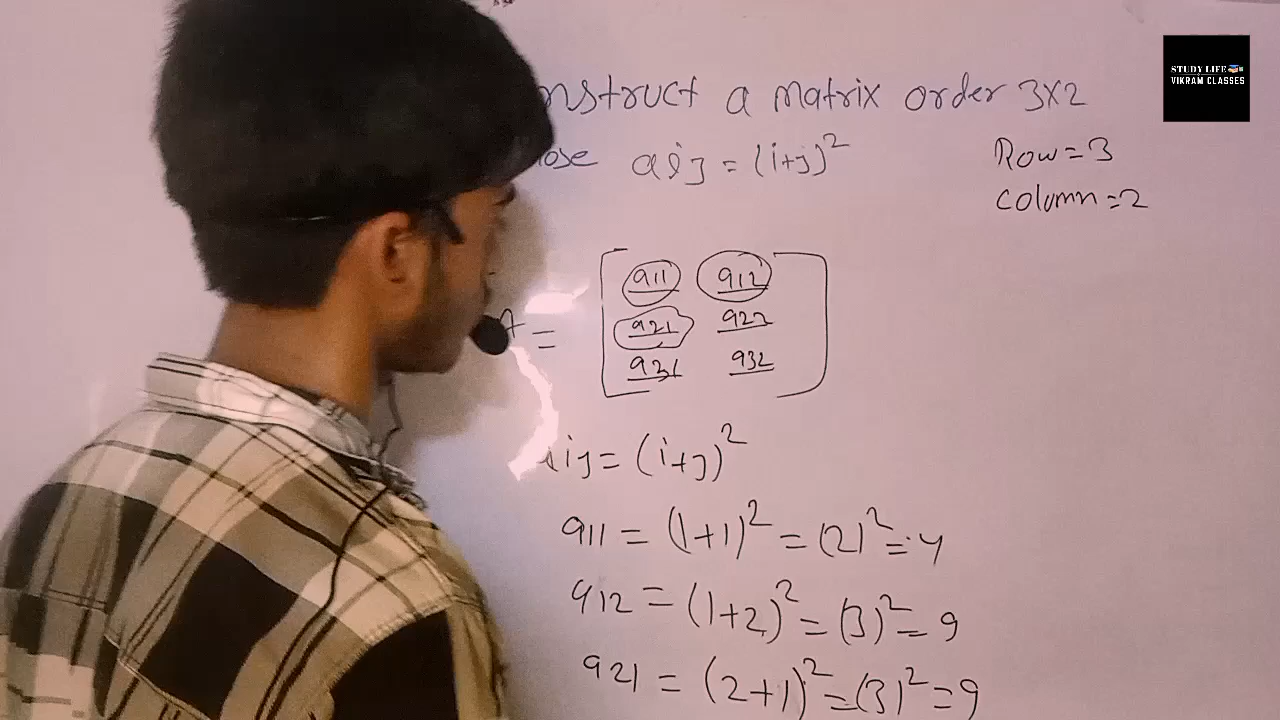 nstruct a matrix order 3x2
ose aij = (i+j)²
Row = 3
Column = 2
A = [ a11 a12
a21 a22
a31 a32 ]
aij = (i+j)²
a11 = (1+1)² = (2)² = 4
a12 = (1+2)² = (3)² = 9
a21 = (2+1)² = (3)² = 9
STUDY LIFE
VIKRAM CLASSES